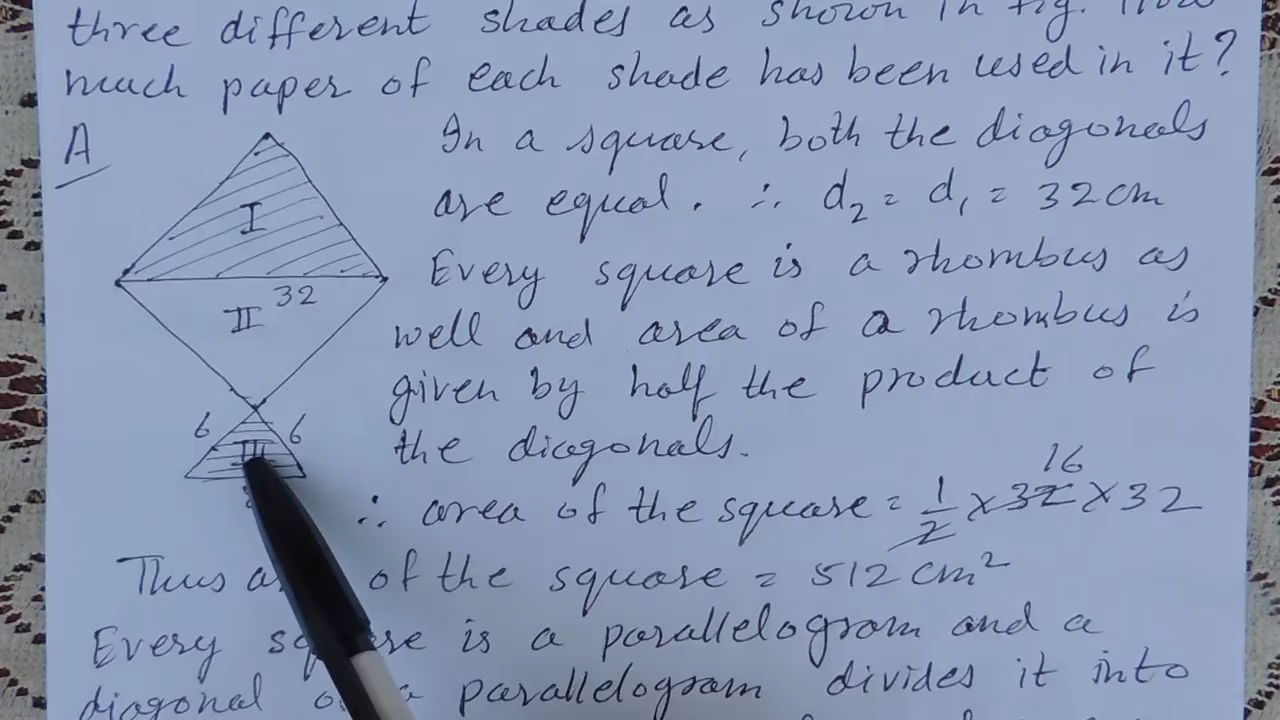 three different shades as shown in fig. How
much paper of each shade has been used in it?
A
In a square, both the diagonals
are equal. ∴ d₂ = d₁ = 32 cm
I
Every square is a rhombus as
32
II
well and area of a rhombus is
given by half the product of
6 6
the diagonals.
III
16
∴ area of the square = 1/2 × 32 × 32
Thus of the square = 512 cm²
Every is a parallelogram and a
diagonal parallelogram divides it into